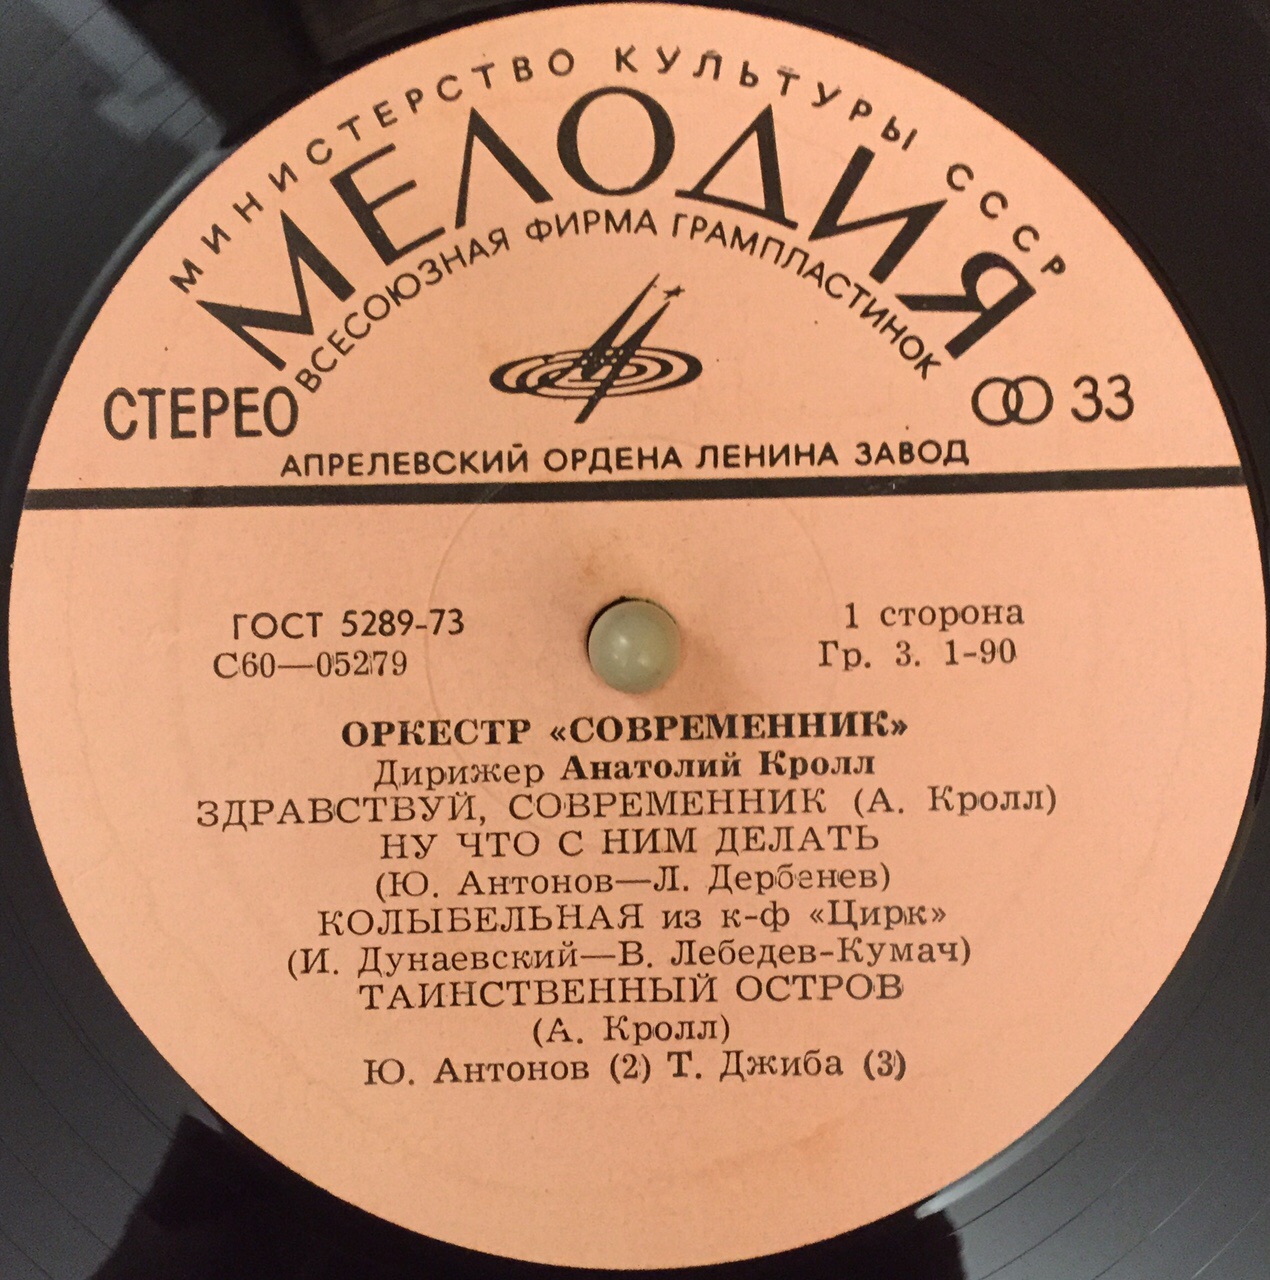 МИНИСТЕРСТВО КУЛЬТУРЫ СССР
МЕЛОДИЯ
ВСЕСОЮЗНАЯ ФИРМА ГРАМПЛАСТИНОК
СТЕРЕО
33
АПРЕЛЕВСКИЙ ОРДЕНА ЛЕНИНА ЗАВОД
ГОСТ 5289-73
С60—05279
1 сторона
Гр. 3. 1-90
ОРКЕСТР «СОВРЕМЕННИК»
Дирижер Анатолий Кролл
ЗДРАВСТВУЙ, СОВРЕМЕННИК (А. Кролл)
НУ ЧТО С НИМ ДЕЛАТЬ
(Ю. Антонов—Л. Дербенев)
КОЛЫБЕЛЬНАЯ из к-ф «Цирк»
(И. Дунаевский—В. Лебедев-Кумач)
ТАИНСТВЕННЫЙ ОСТРОВ
(А. Кролл)
Ю. Антонов (2) Т. Джиба (3)